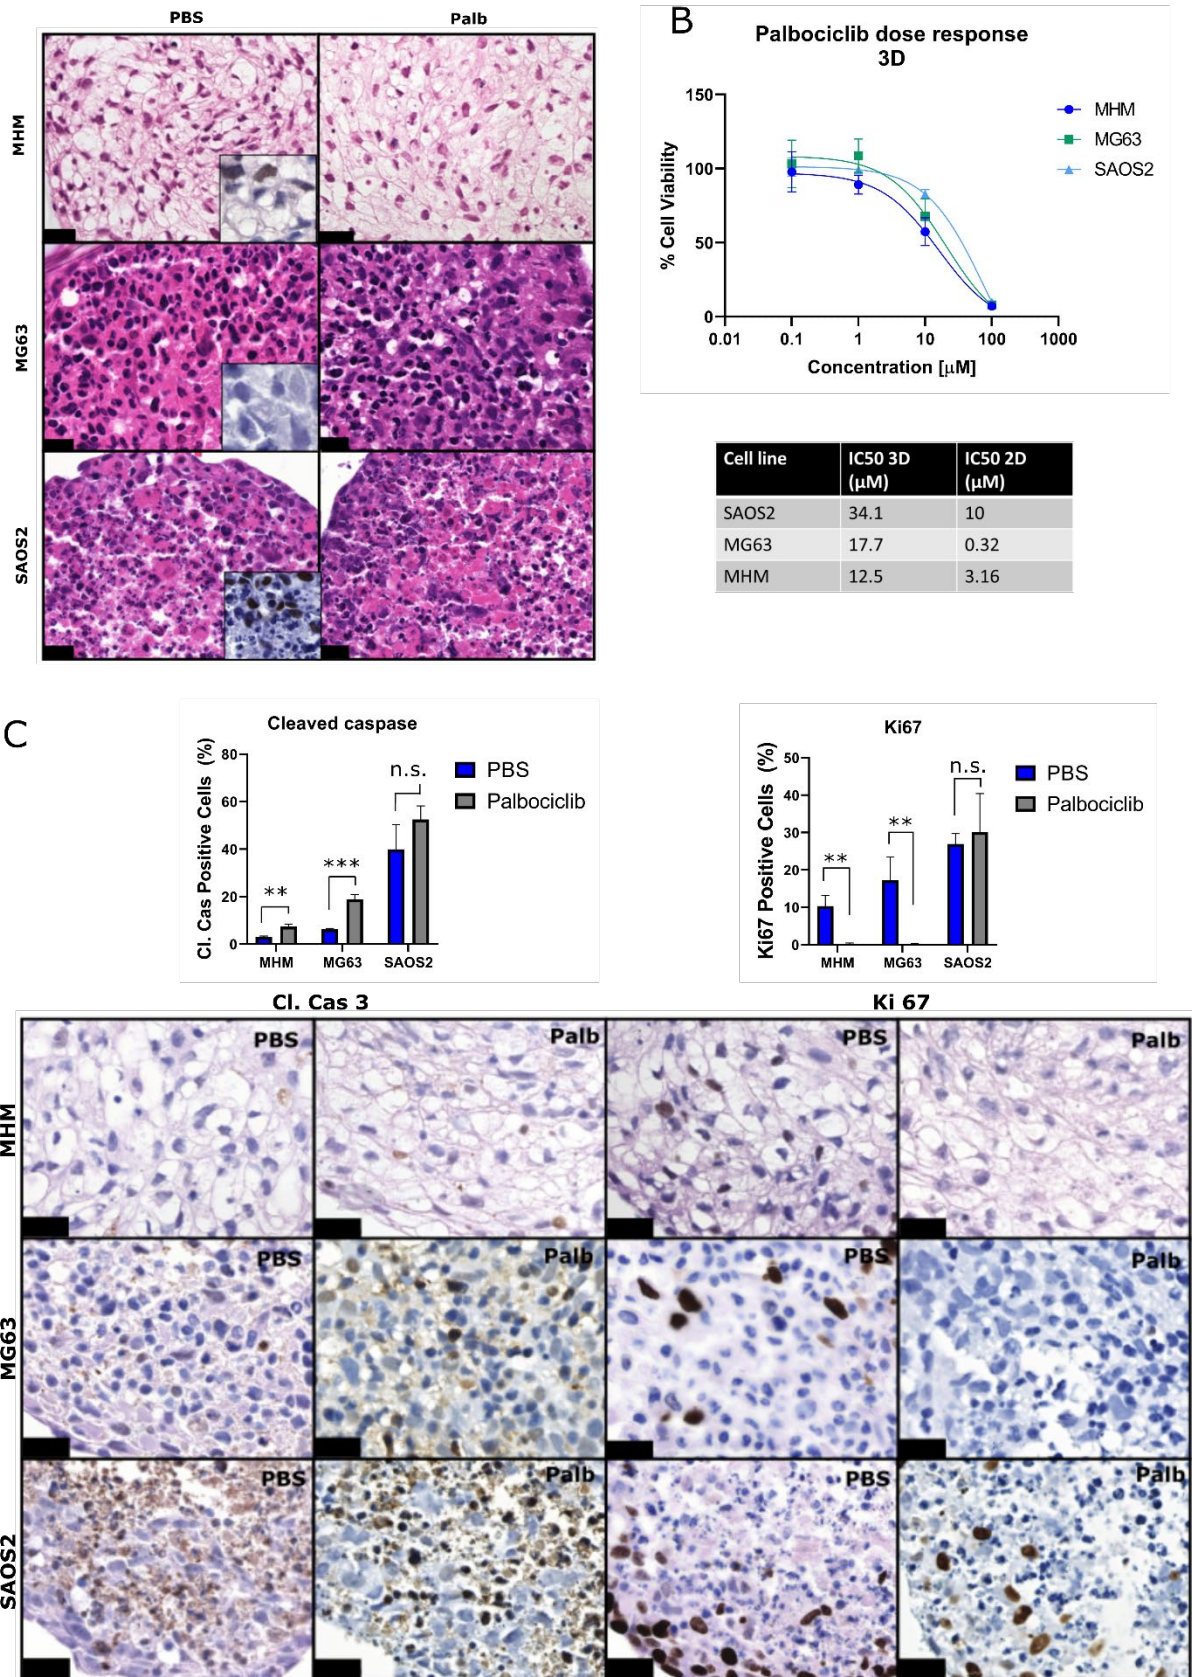 PBS
Palb
MHM
MG63
SAOS2
B
Palbociclib dose response
3D
150
100
50
0
% Cell Viability
0.01
0.1
1
10
100
1000
Concentration [μM]
MHM
MG63
SAOS2
Cell line
IC50 3D
(μM)
IC50 2D
(μM)
SAOS2
34.1
10
MG63
17.7
0.32
MHM
12.5
3.16
C
Cleaved caspase
Cl. Cas Positive Cells (%)
80
60
40
20
0
**
***
n.s.
MHM
MG63
SAOS2
PBS
Palbociclib
Ki67
Ki67 Positive Cells (%)
50
40
30
20
10
0
**
**
n.s.
MHM
MG63
SAOS2
PBS
Palbociclib
Cl. Cas 3
Ki 67
MHM
PBS
Palb
PBS
Palb
MG63
PBS
Palb
PBS
Palb
SAOS2
PBS
Palb
PBS
Palb